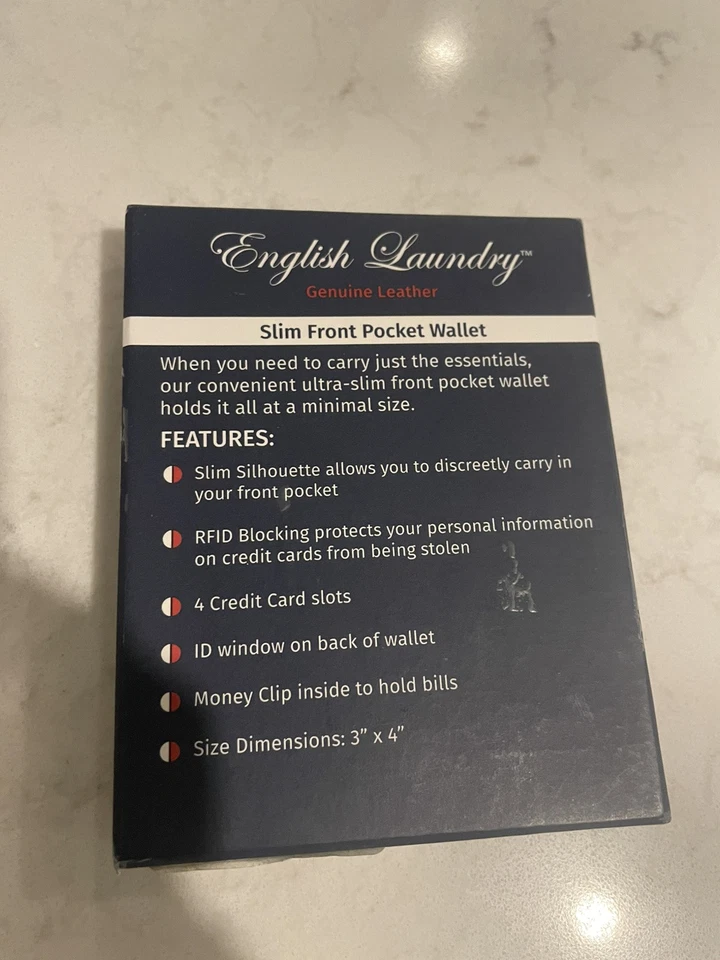 English Laundry™
Genuine Leather
Slim Front Pocket Wallet
When you need to carry just the essentials,
our convenient ultra-slim front pocket wallet
holds it all at a minimal size.
FEATURES:
Slim Silhouette allows you to discreetly carry in
your front pocket
RFID Blocking protects your personal information
on credit cards from being stolen
4 Credit Card slots
ID window on back of wallet
Money Clip inside to hold bills
Size Dimensions: 3” x 4”